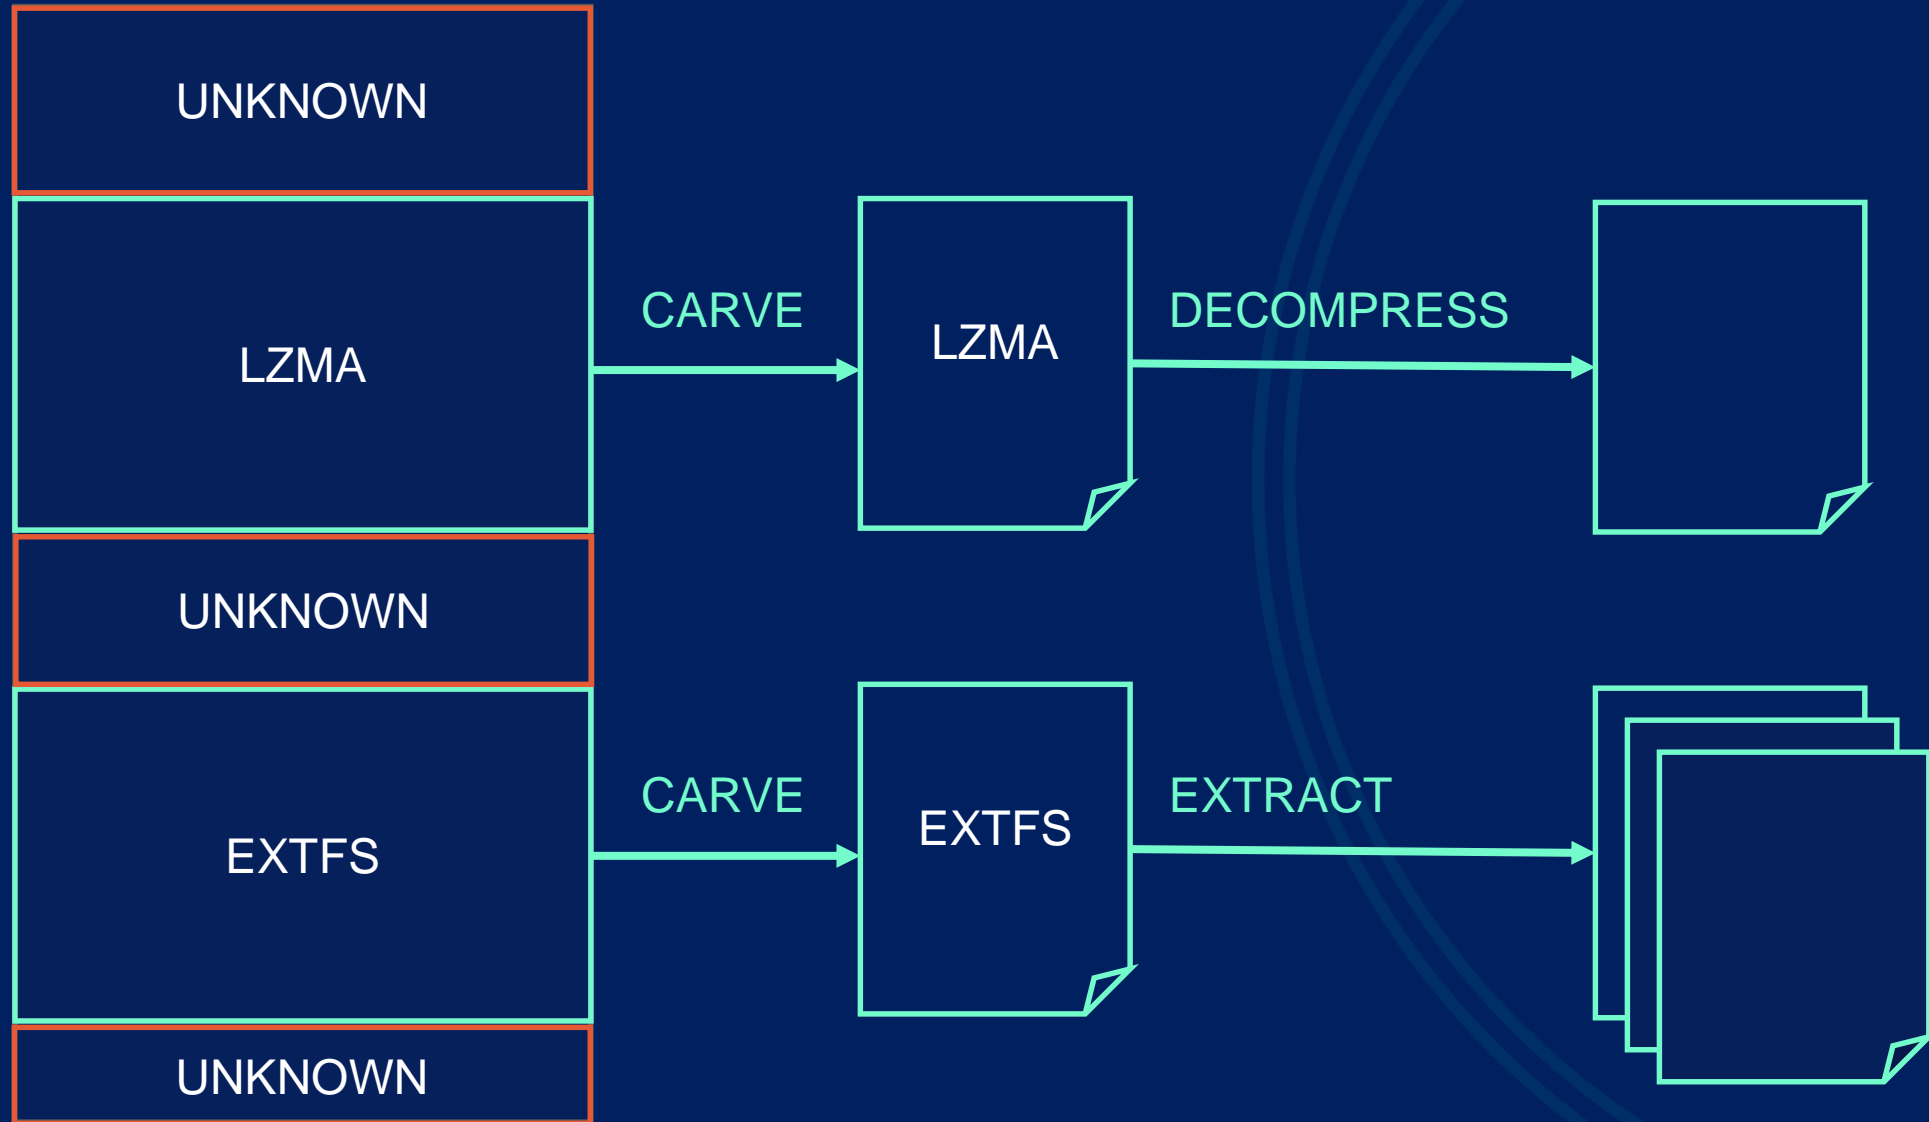 UNKNOWN
LZMA
CARVE
LZMA
DECOMPRESS
UNKNOWN
EXTFS
CARVE
EXTFS
EXTRACT
UNKNOWN